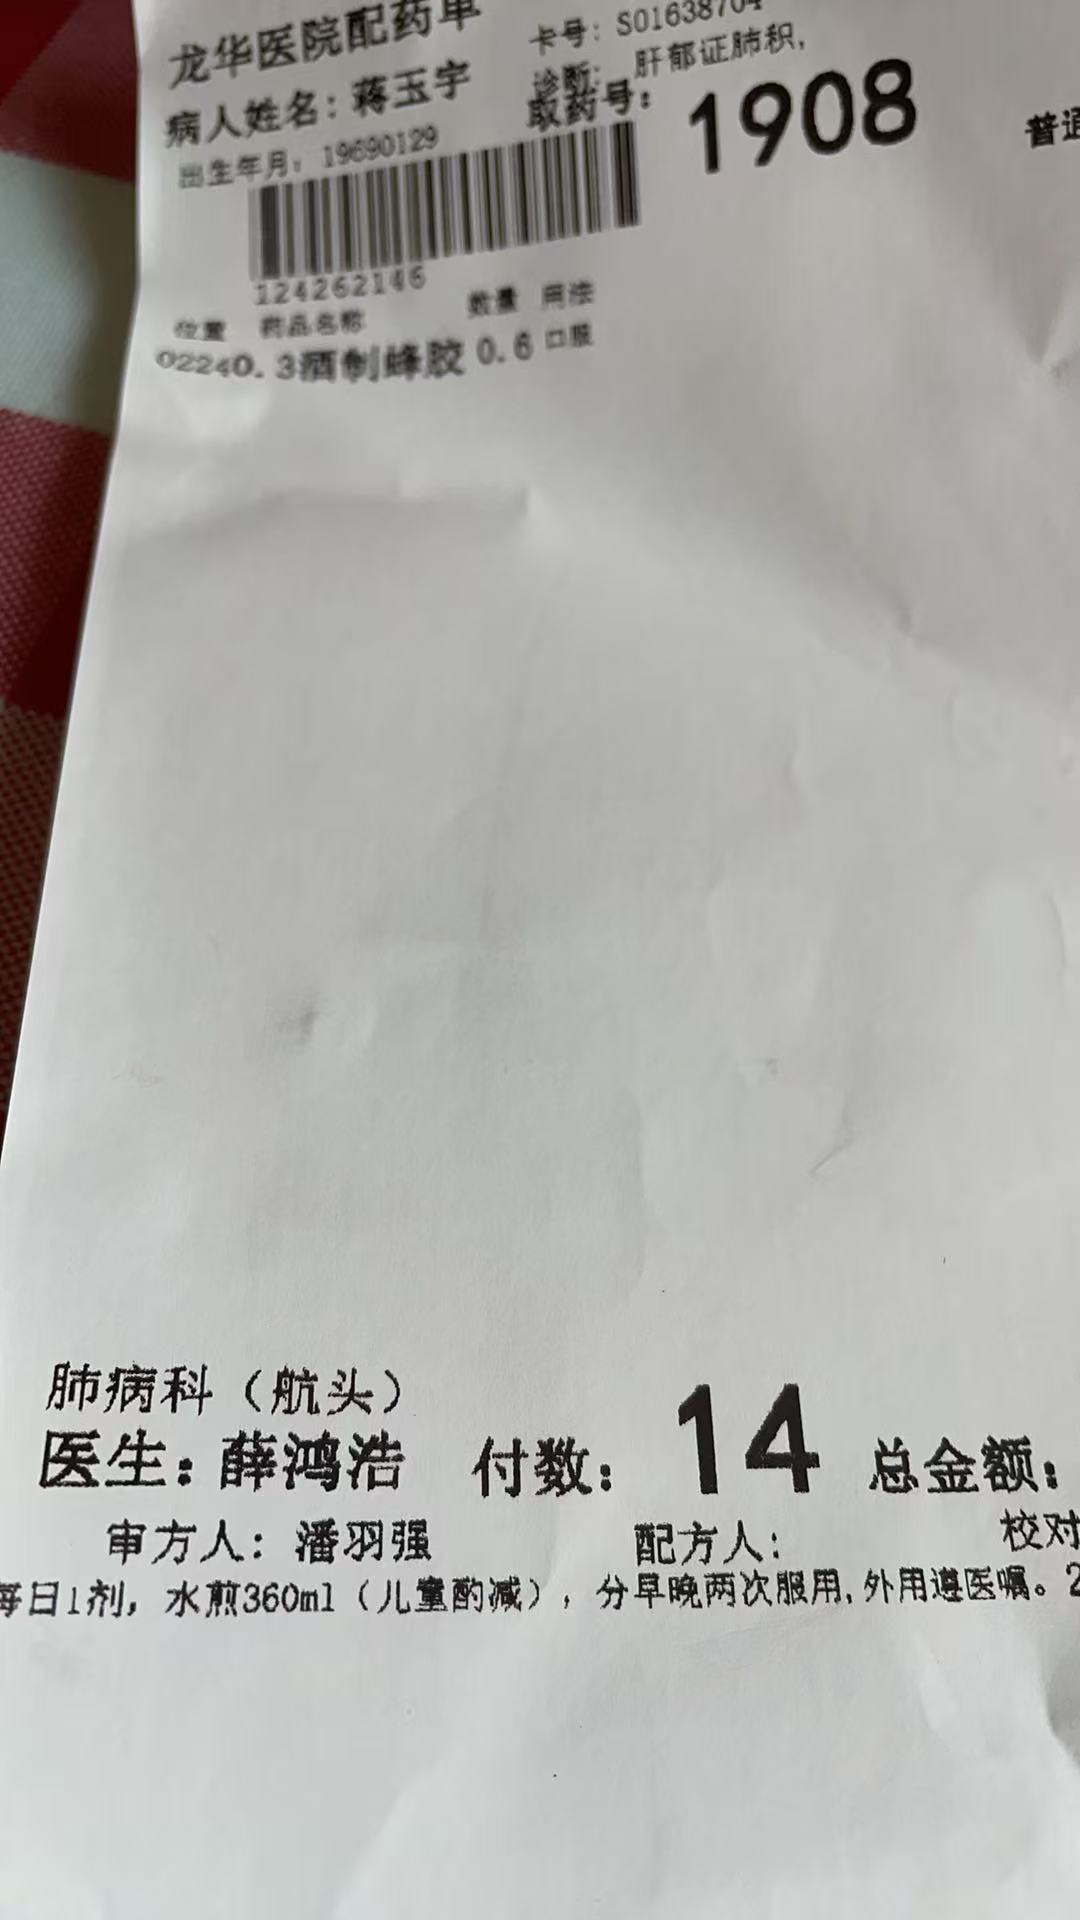 龙华医院配药单
卡号：S01638704
病人姓名：蒋玉宇
诊断：肝郁证肺积，
取药号：1908
普通
出生年月：19690129
124262146
位置 药品名称 数量 用法
02240.3酒制蜂胶 0.6 口服
肺病科（航头）
医生：薛鸿浩 付数：14 总金额：
审方人：潘羽强 配方人： 校对
每日1剂，水煎360ml（儿童酌减），分早晚两次服用，外用遵医嘱。2